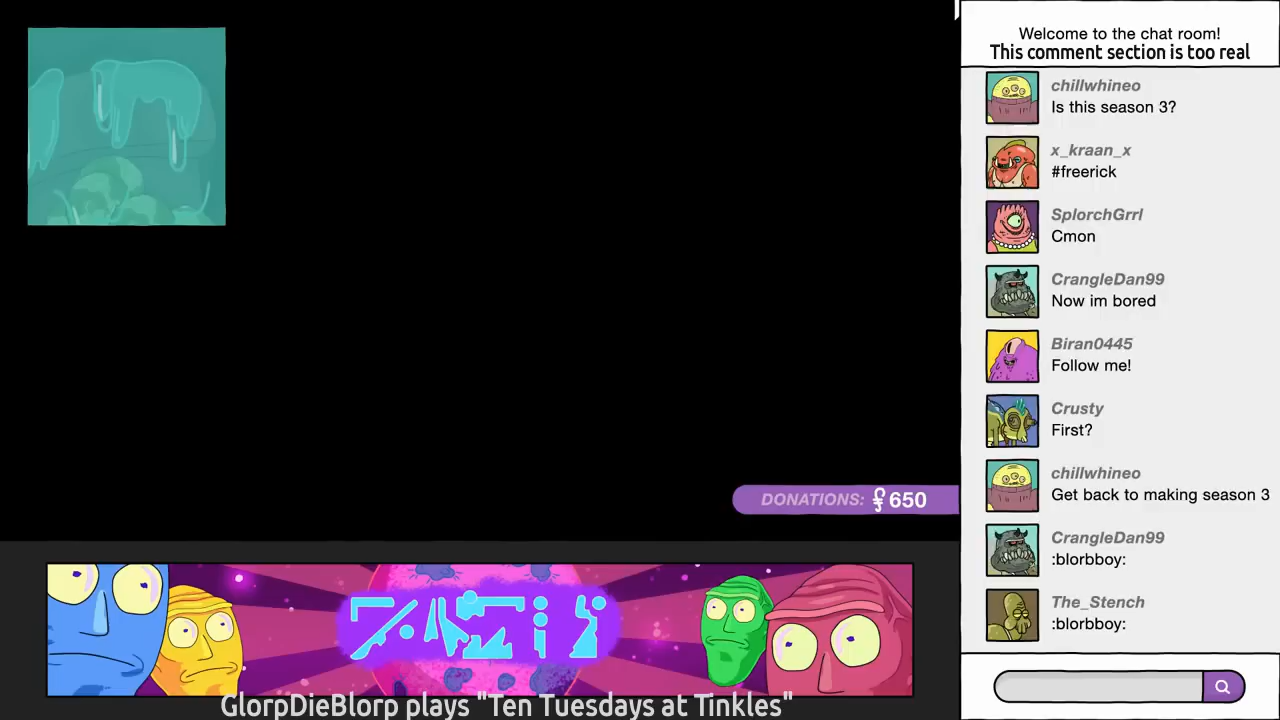 Welcome to the chat room!
This comment section is too real
chillwhineo
Is this season 3?
x_kraan_x
#freerick
SplorchGrrl
Cmon
CrangleDan99
Now im bored
Biran0445
Follow me!
Crusty
First?
chillwhineo
Get back to making season 3
CrangleDan99
:blorbboy:
The_Stench
:blorbboy:
DONATIONS: 650
GlorpDieBlorp plays "Ten Tuesdays at Tinkles"